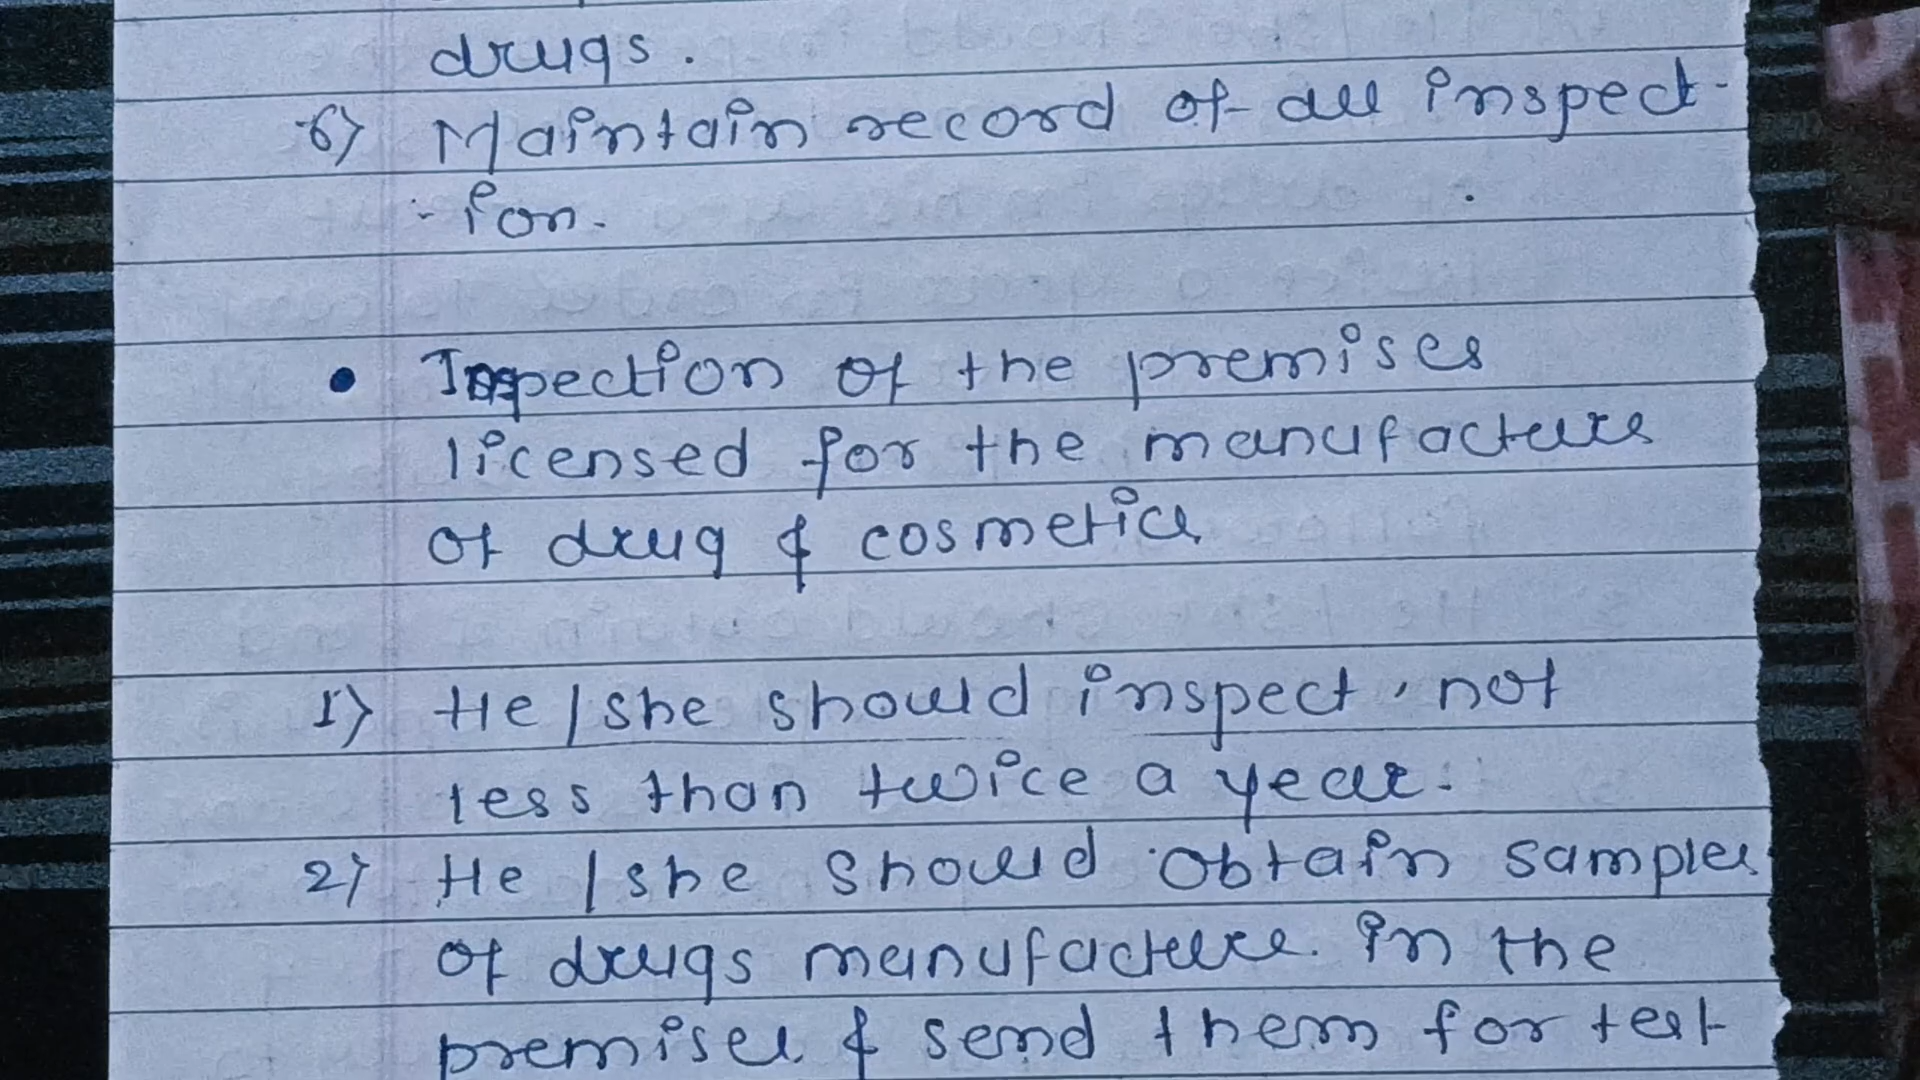 drugs.
6) Maintain record of all inspect-
-ion.
• Inspection of the premises
licensed for the manufacture
of drug & cosmetics
1) He/she should inspect not
less than twice a year.
2) He/she should obtain samples
of drugs manufacture in the
premises & send them for test